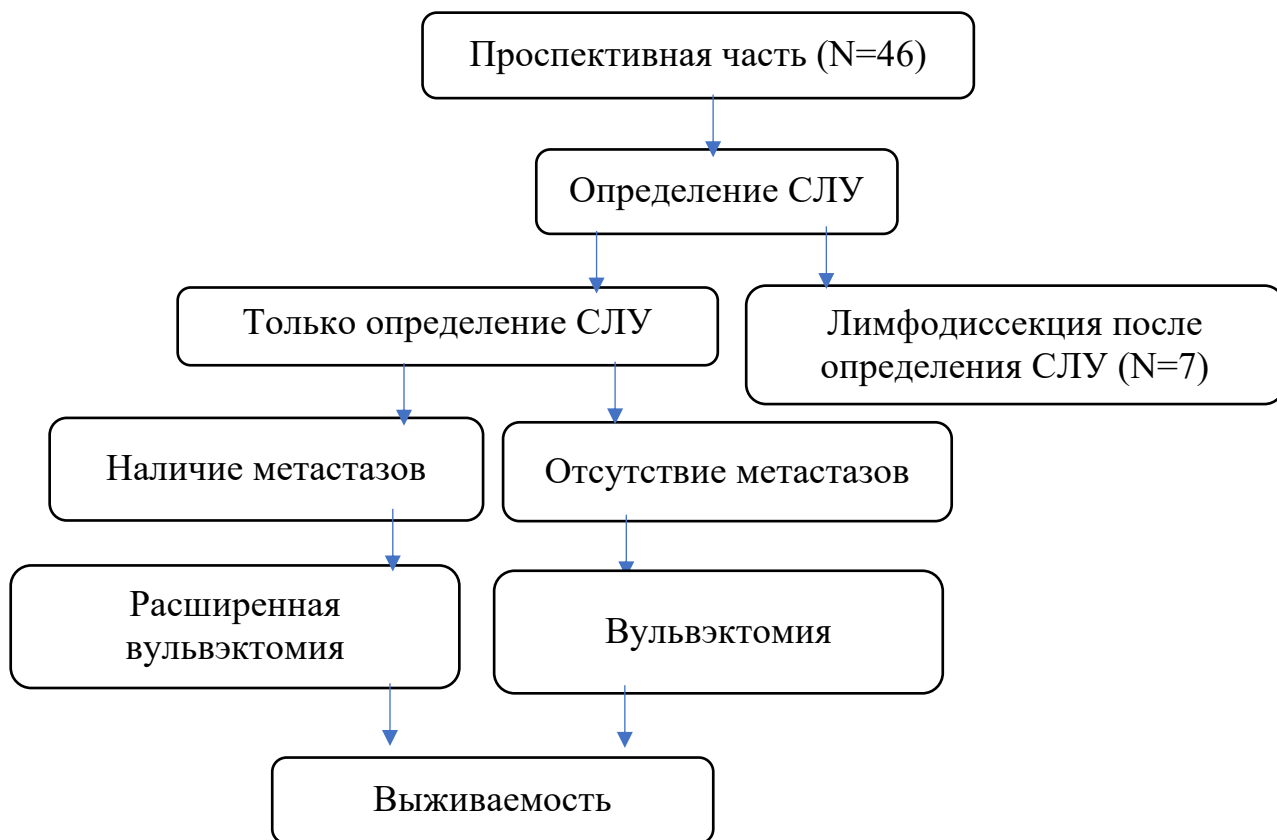 Проспективная часть (N=46)
Определение СЛУ
Только определение СЛУ
Лимфодиссекция после
определения СЛУ (N=7)
Наличие метастазов
Отсутствие метастазов
Расширенная
вульвэктомия
Вульвэктомия
Выживаемость